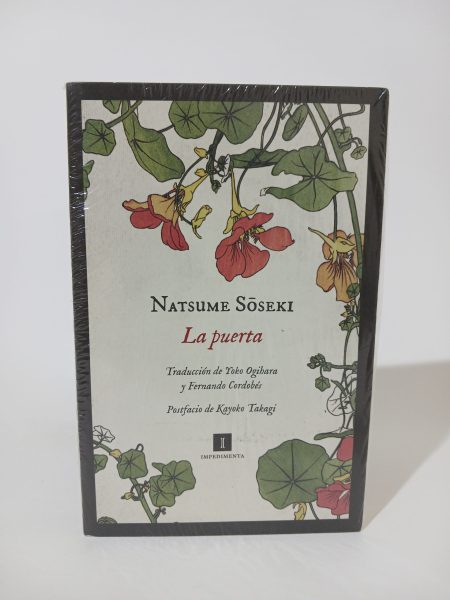 Natsume Sōseki
La puerta
Traducción de Yoko Ogihara
y Fernando Cordobés
Postfacio de Kayoko Takagi
I
IMPEDIMENTA